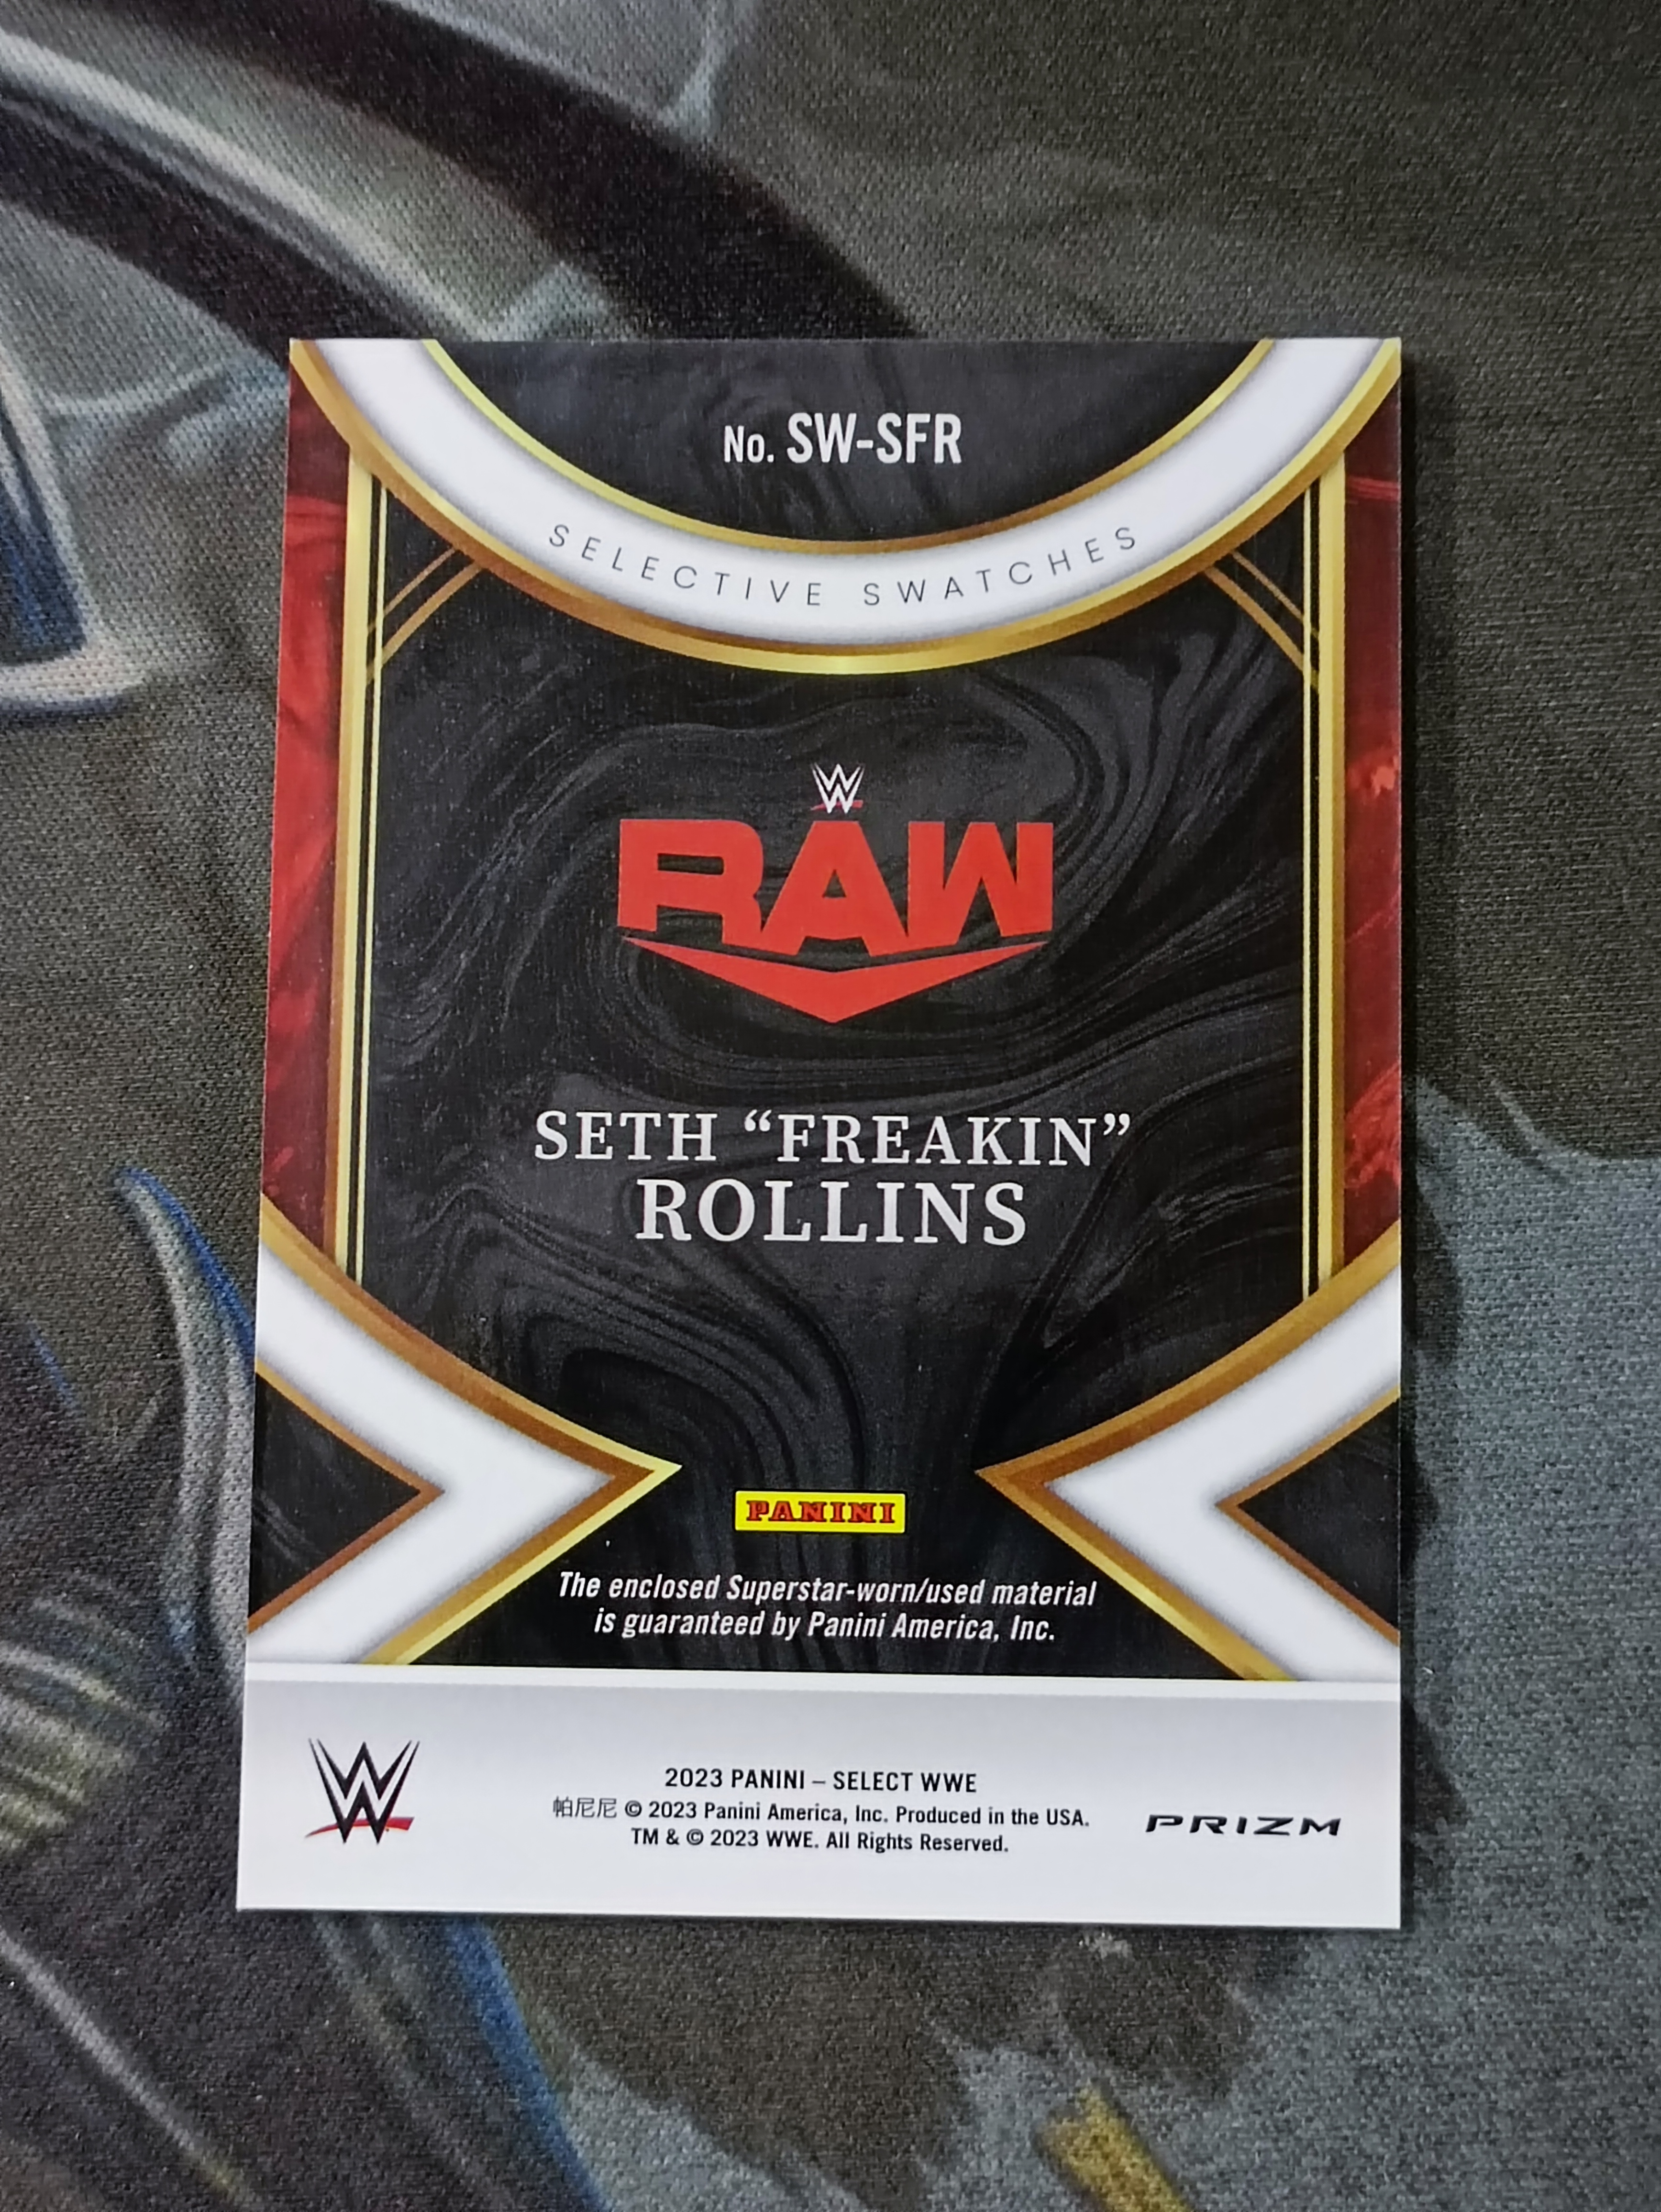 No. SW-SFR
SELECTIVE SWATCHES
W
RAW
SETH “FREAKIN”
ROLLINS
PANINI
The enclosed Superstar-worn/used material
is guaranteed by Panini America, Inc.
W
2023 PANINI – SELECT WWE
帕尼尼 © 2023 Panini America, Inc. Produced in the USA.
TM & © 2023 WWE. All Rights Reserved.
PRIZM